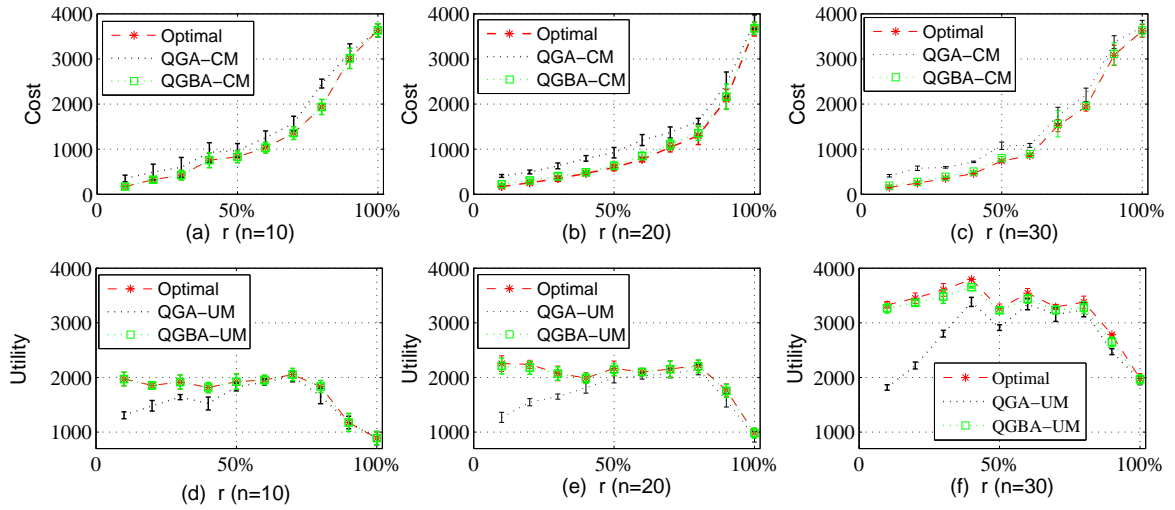 4000
3000
2000
1000
0
Cost
Optimal
QGA-CM
QGBA-CM
0
50%
100%
(a) r (n=10)
4000
3000
2000
1000
0
Cost
Optimal
QGA-CM
QGBA-CM
0
50%
100%
(b) r (n=20)
4000
3000
2000
1000
0
Cost
Optimal
QGA-CM
QGBA-CM
0
50%
100%
(c) r (n=30)
4000
3000
2000
1000
Utility
Optimal
QGA-UM
QGBA-UM
0
50%
100%
(d) r (n=10)
4000
3000
2000
1000
Utility
Optimal
QGA-UM
QGBA-UM
0
50%
100%
(e) r (n=20)
4000
3000
2000
1000
Utility
Optimal
QGA-UM
QGBA-UM
0
50%
100%
(f) r (n=30)